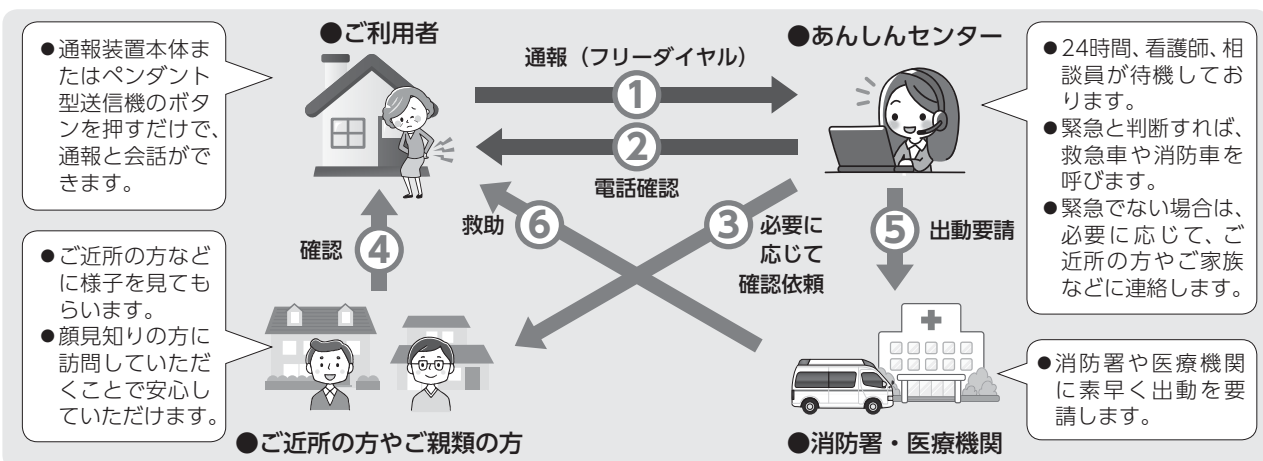 ●ご利用者
●通報装置本体ま
たはペンダント
型送信機のボタ
ンを押すだけで、
通報と会話がで
きます。
通報（フリーダイヤル）
①
②
電話確認
●あんしんセンター
●24時間、看護師、相
談員が待機してお
ります。
●緊急と判断すれば、
救急車や消防車を
呼びます。
●緊急でない場合は、
必要に応じて、ご
近所の方やご家族
などに連絡します。
確認
④
救助
⑥
③
必要に
応じて
確認依頼
⑤
出動要請
●ご近所の方など
に様子を見ても
らいます。
●顔見知りの方に
訪問していただ
くことで安心し
ていただけます。
●ご近所の方やご親類の方
●消防署や医療機関
に素早く出動を要
請します。
●消防署・医療機関